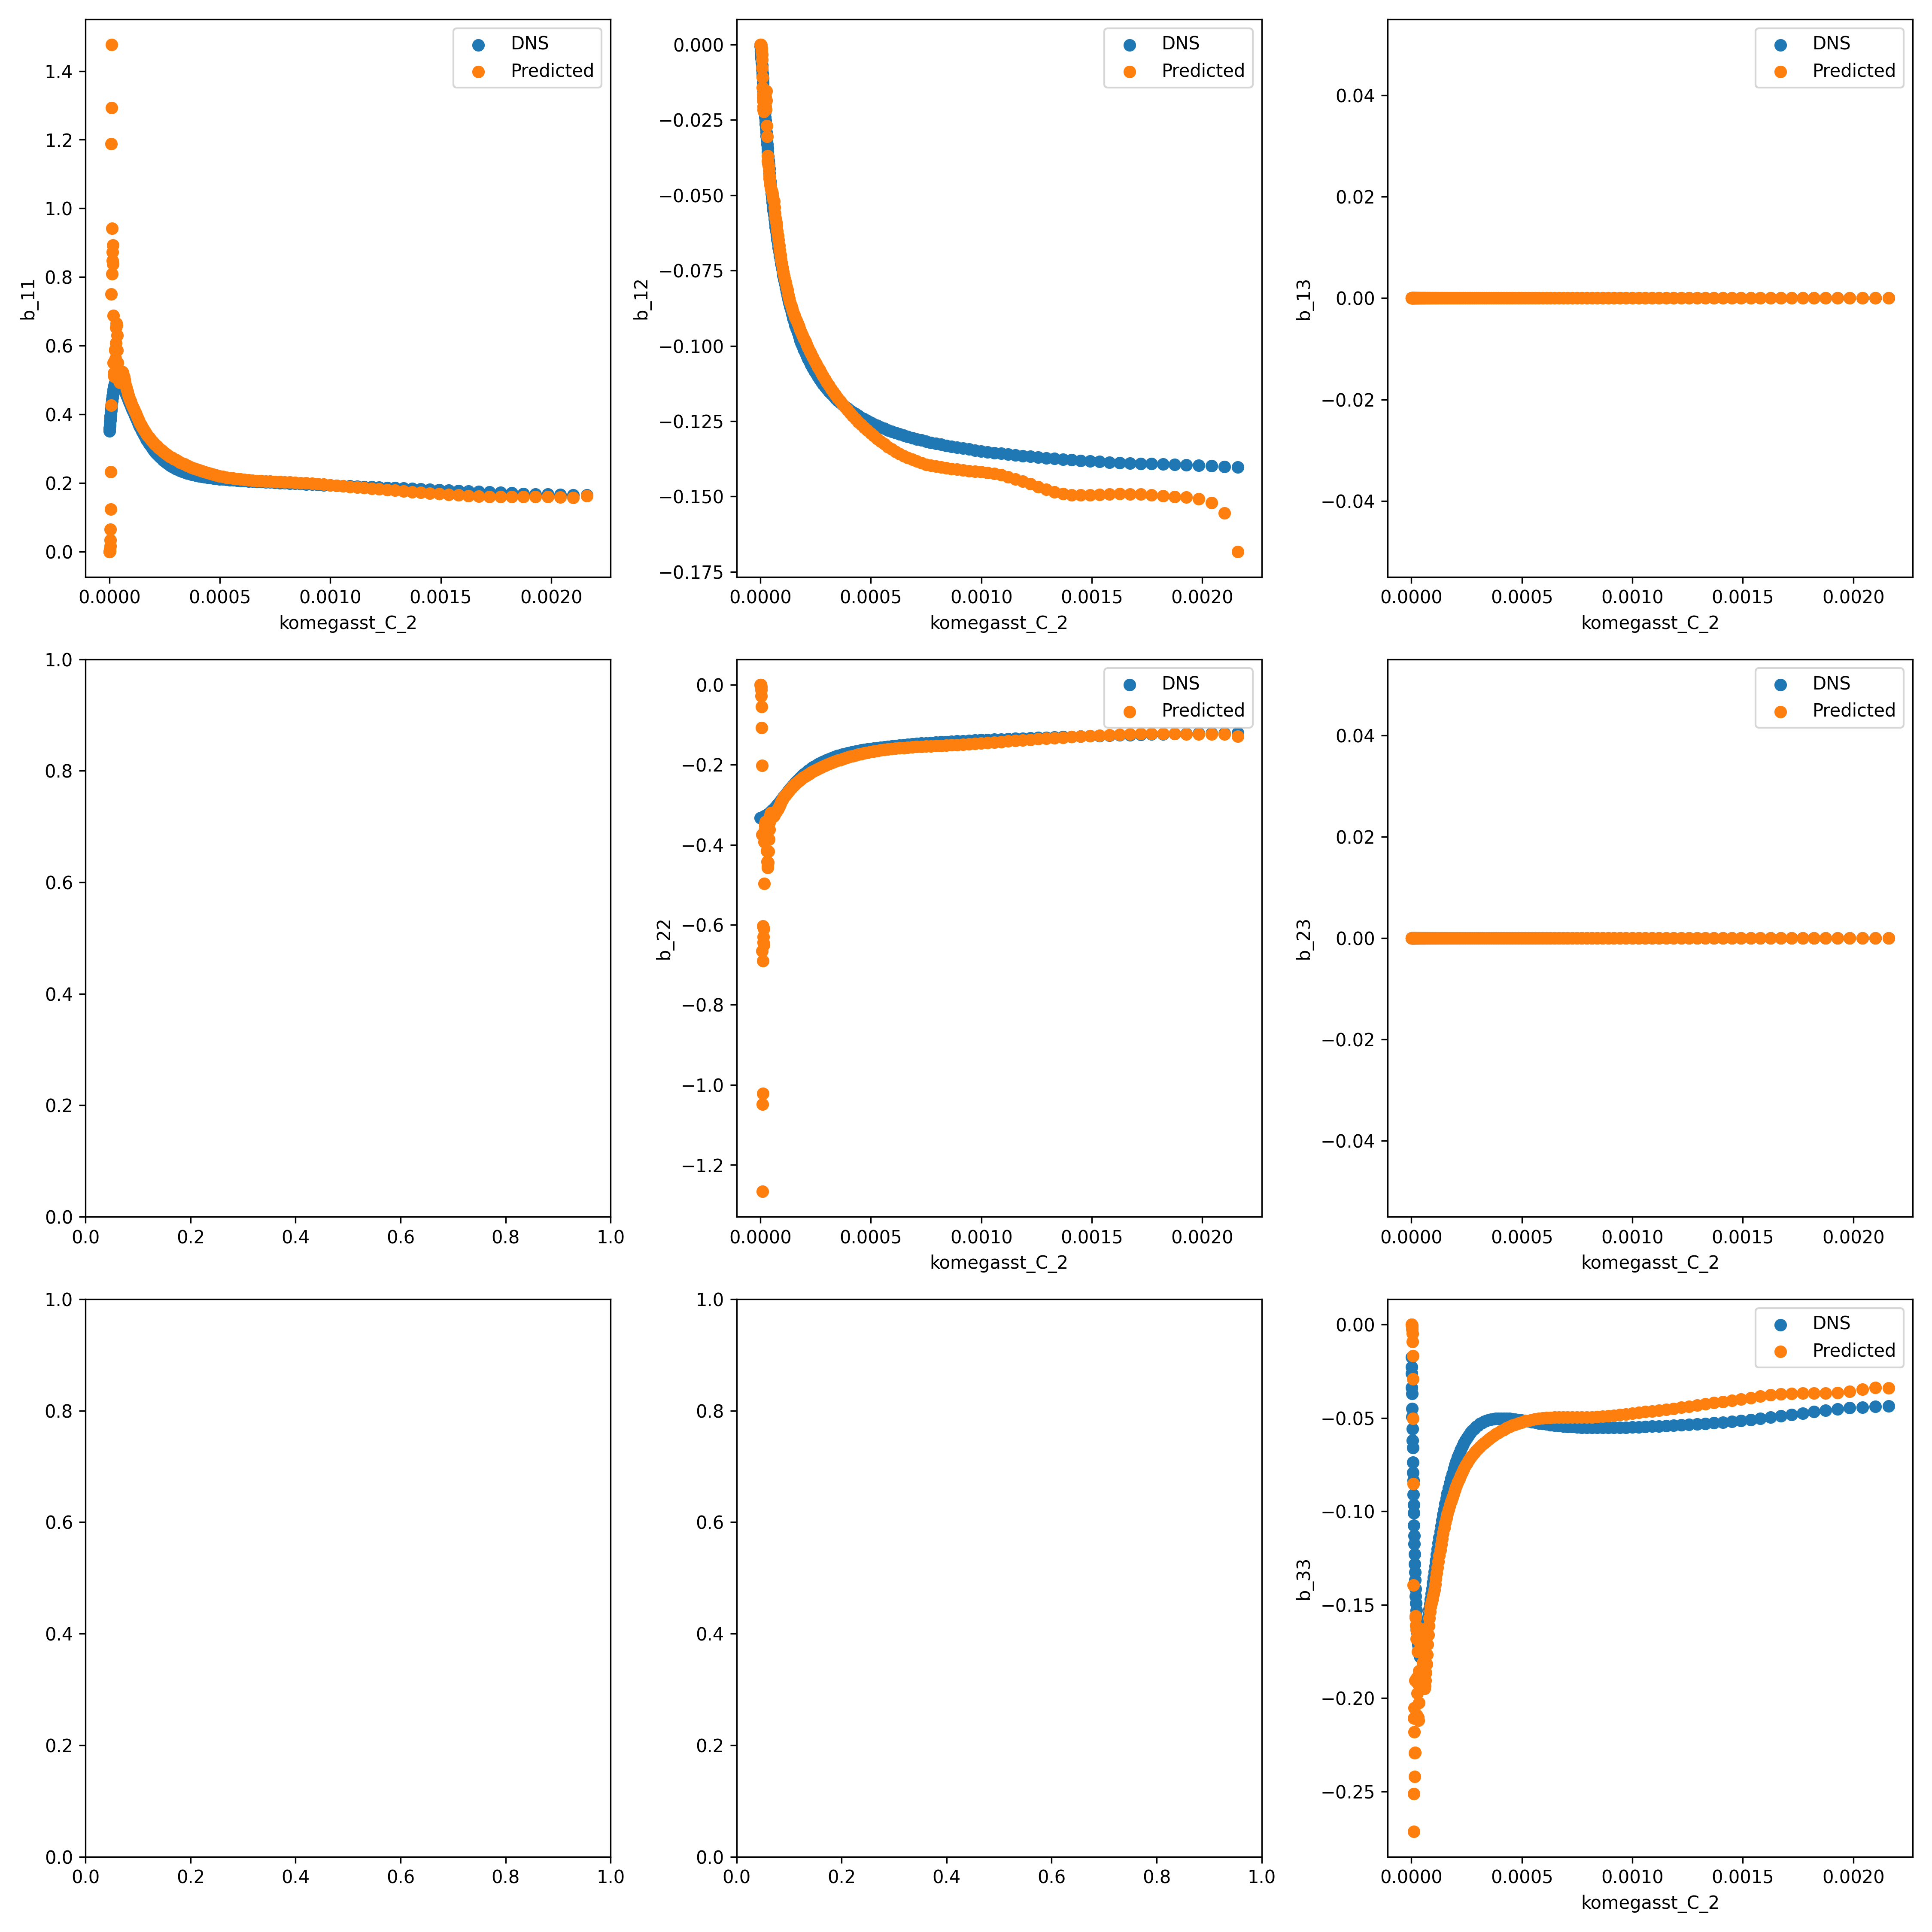 DNS
Predicted
1.4
1.2
1.0
0.8
0.6
0.4
0.2
0.0
b_11
0.0000 0.0005 0.0010 0.0015 0.0020
komegasst_C_2
DNS
Predicted
0.000
−0.025
−0.050
−0.075
−0.100
−0.125
−0.150
−0.175
b_12
0.0000 0.0005 0.0010 0.0015 0.0020
komegasst_C_2
DNS
Predicted
0.04
0.02
0.00
−0.02
−0.04
b_13
0.0000 0.0005 0.0010 0.0015 0.0020
komegasst_C_2
1.0
0.8
0.6
0.4
0.2
0.0
0.0 0.2 0.4 0.6 0.8 1.0
DNS
Predicted
0.0
−0.2
−0.4
−0.6
−0.8
−1.0
−1.2
b_22
0.0000 0.0005 0.0010 0.0015 0.0020
komegasst_C_2
DNS
Predicted
0.04
0.02
0.00
−0.02
−0.04
b_23
0.0000 0.0005 0.0010 0.0015 0.0020
komegasst_C_2
1.0
0.8
0.6
0.4
0.2
0.0
0.0 0.2 0.4 0.6 0.8 1.0
1.0
0.8
0.6
0.4
0.2
0.0
0.0 0.2 0.4 0.6 0.8 1.0
DNS
Predicted
0.00
−0.05
−0.10
−0.15
−0.20
−0.25
b_33
0.0000 0.0005 0.0010 0.0015 0.0020
komegasst_C_2